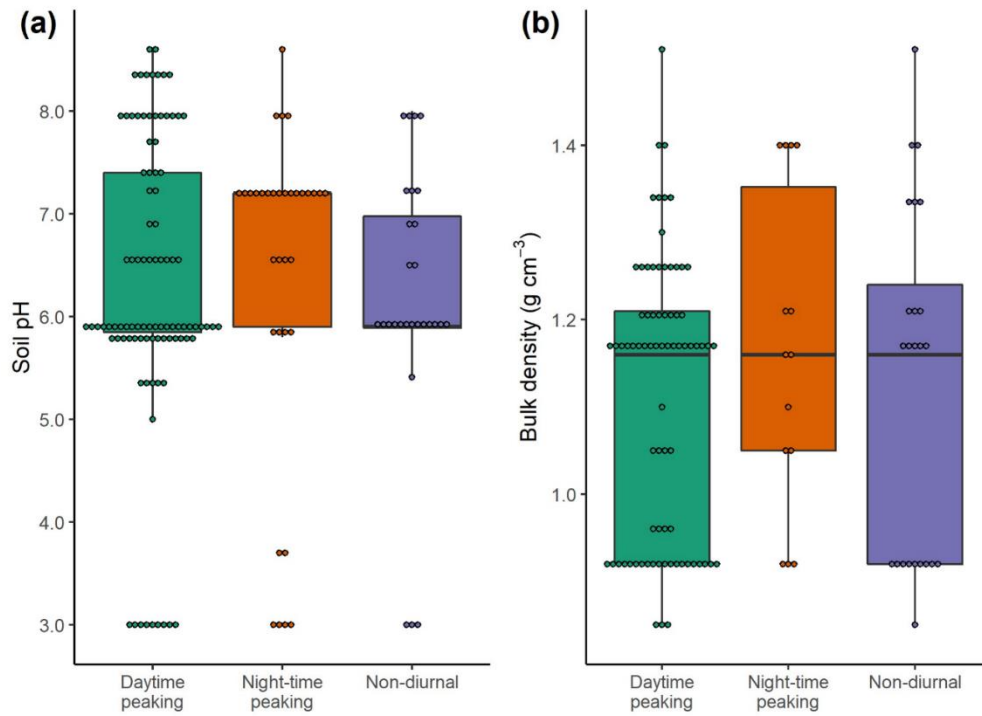 (a)
Soil pH
8.0
7.0
6.0
5.0
4.0
3.0
Daytime
peaking
Night-time
peaking
Non-diurnal
(b)
Bulk density (g cm⁻³)
1.4
1.2
1.0
Daytime
peaking
Night-time
peaking
Non-diurnal